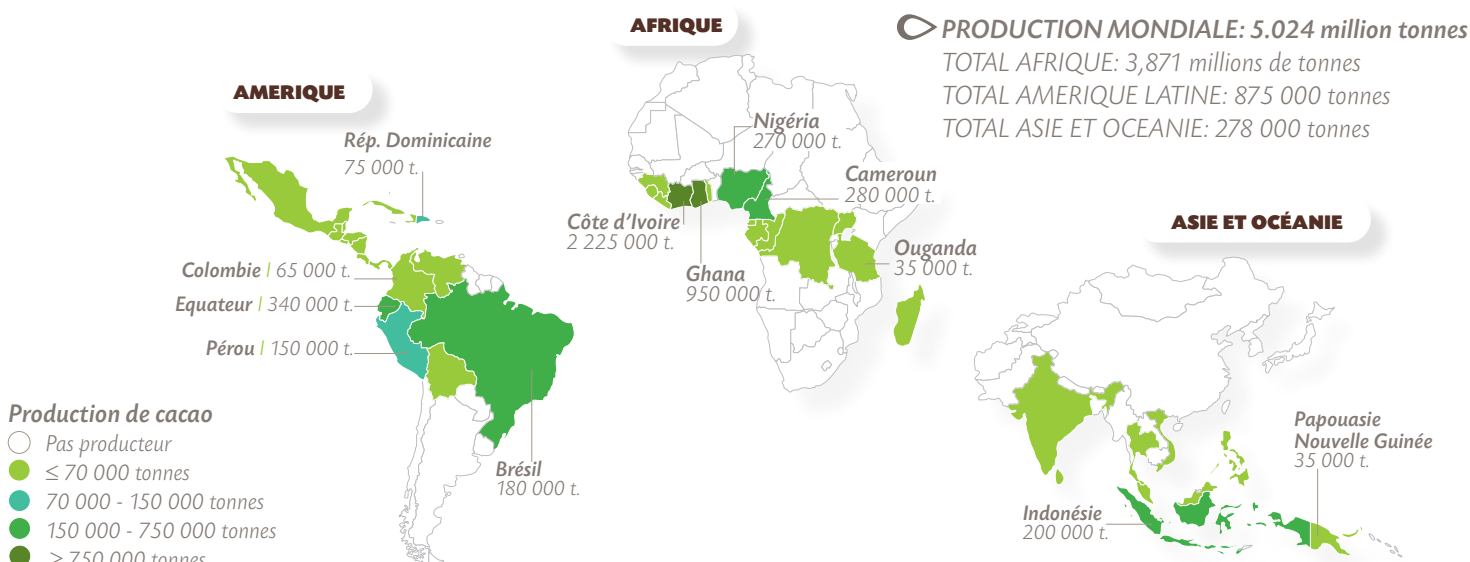 AFRIQUE
PRODUCTION MONDIALE: 5.024 million tonnes
TOTAL AFRIQUE: 3,871 millions de tonnes
TOTAL AMERIQUE LATINE: 875 000 tonnes
TOTAL ASIE ET OCEANIE: 278 000 tonnes
AMERIQUE
Rép. Dominicaine
75 000 t.
Colombie | 65 000 t.
Equateur | 340 000 t.
Pérou | 150 000 t.
Brésil
180 000 t.
Nigéria
270 000 t.
Cameroun
280 000 t.
Côte d'Ivoire
2 225 000 t.
Ghana
950 000 t.
Ouganda
35 000 t.
ASIE ET OCÉANIE
Papouasie
Nouvelle Guinée
35 000 t.
Indonésie
200 000 t.
Production de cacao
Pas producteur
≤ 70 000 tonnes
70 000 - 150 000 tonnes
150 000 - 750 000 tonnes
750 000 tonnes